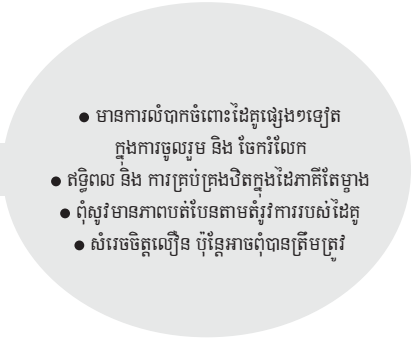 ● មានការលំបាកចំពោះដៃគូផ្សេងៗទៀត
ក្នុងការចូលរួម និង ចែករំលែក
● ឥទ្ធិពល និង ការគ្រប់គ្រងឋិតក្នុងដៃភាគីតែម្ខាង
● ពុំសូវមានភាពបត់បែនតាមតំរូវការរបស់ដៃគូ
● សំរេចចិត្តលឿន ប៉ុន្តែអាចពុំបានត្រឹមត្រូវ